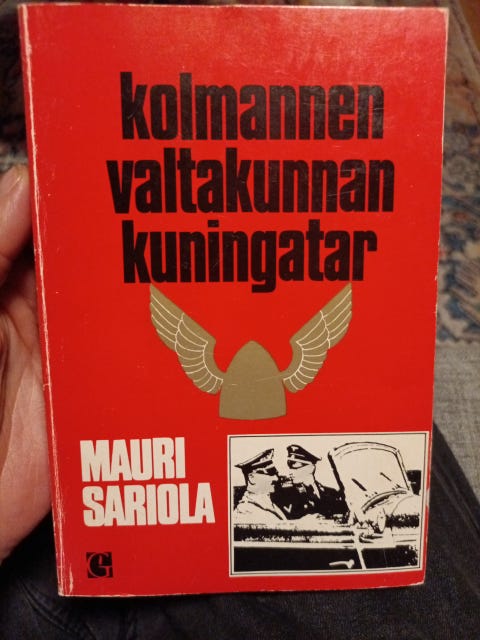 kolmannen
valtakunnan
kuningatar
MAURI
SARIOLA
G